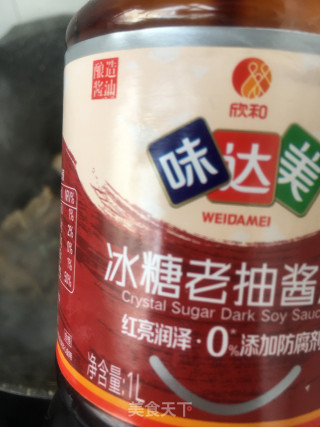 酿造
酱油
欣和
味达美
WEIDAMEI
冰糖老抽酱
Crystal Sugar Dark Soy Sauc
红亮润泽·0%添加防腐剂
净含量:1L
美食天下